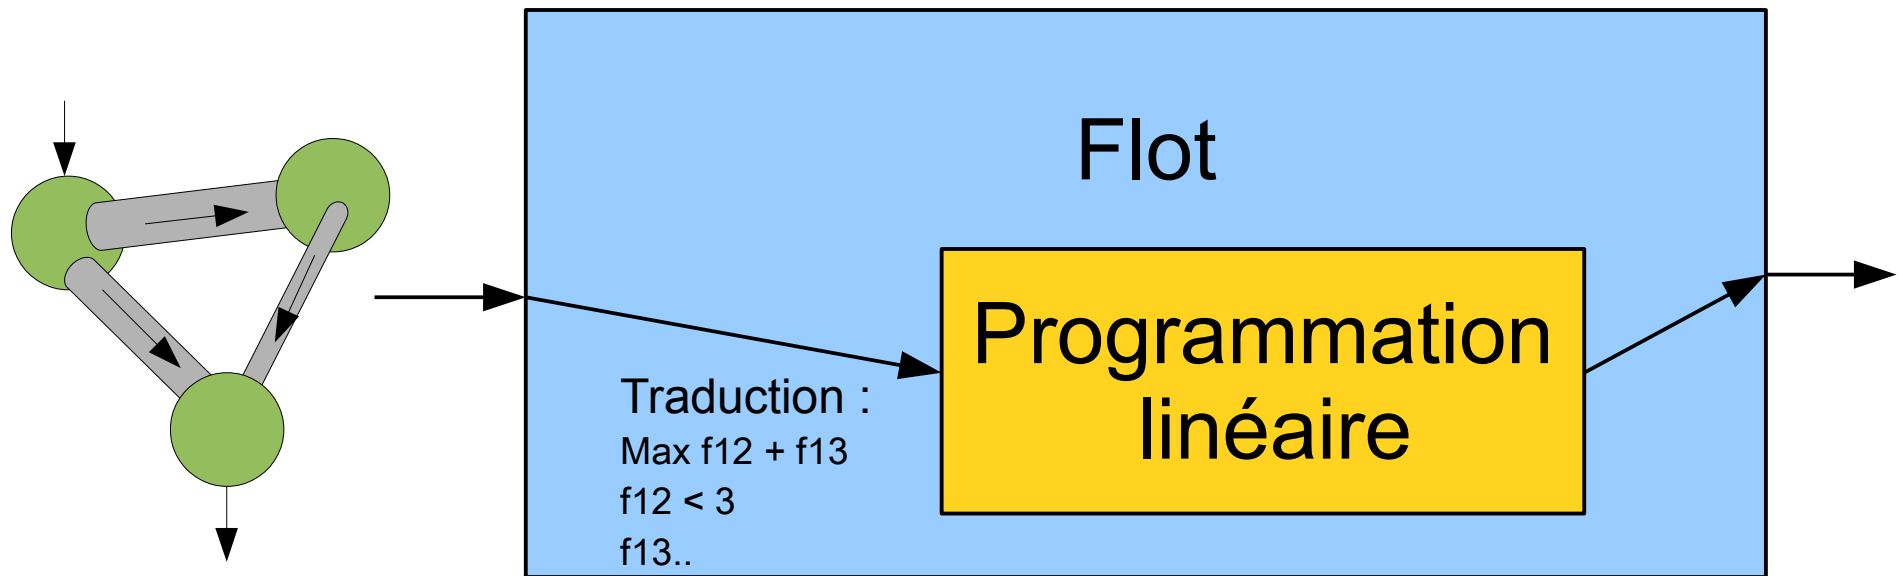 Flot
Programmation
linéaire
Traduction :
Max f12 + f13
f12 < 3
f13..